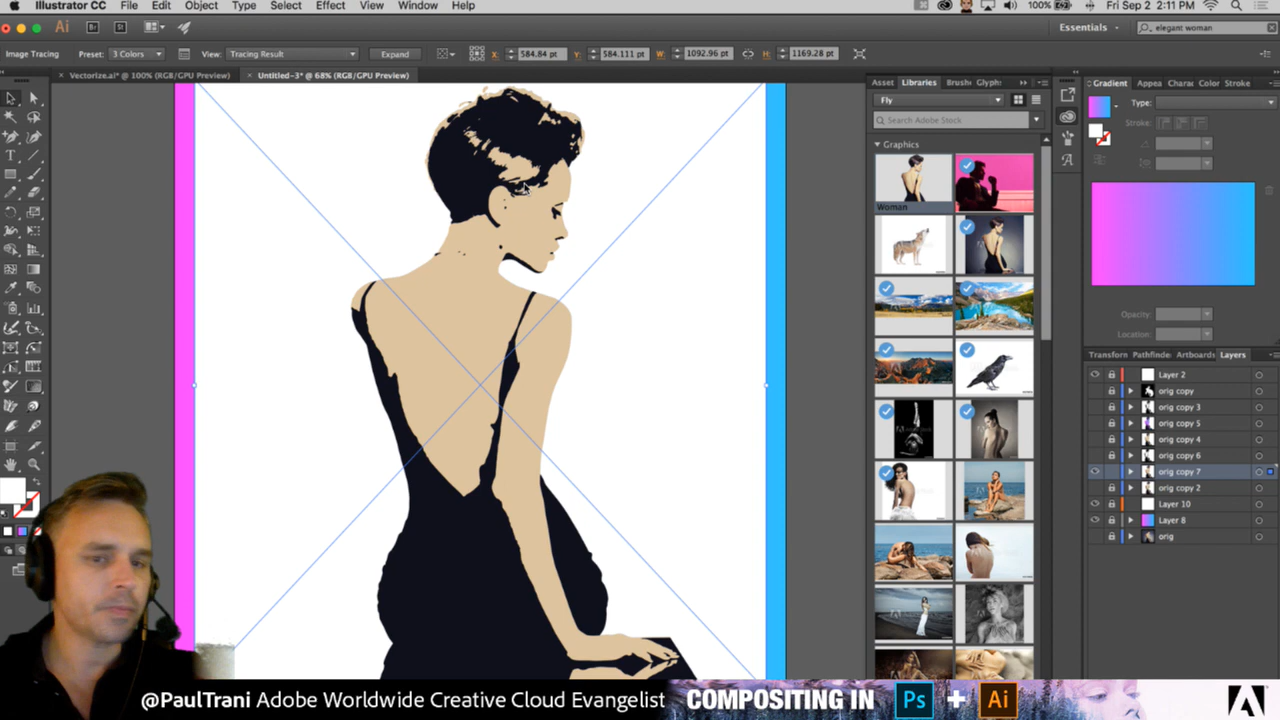 Illustrator CC File Edit Object Type Select Effect View Window Help 100% Fri Sep 2 2:11 PM
Ai Br St Essentials elegant woman
Image Tracing Preset: 3 Colors View: Tracing Result Expand X: 584.84 pt Y: 584.111 pt W: 1092.96 pt H: 1169.28 pt
× Vectorize.ai* @ 100% (RGB/GPU Preview) × Untitled-3* @ 68% (RGB/GPU Preview)
Asset Libraries Brush Glyph:
Gradient Appea Charac Color Stroke
Fly
Type:
Search Adobe Stock
Stroke:
Graphics
Woman
Opacity:
Location:
Transform Pathfinde Artboards Layers
Layer 2
orig copy
orig copy 3
orig copy 5
orig copy 4
orig copy 6
orig copy 7
orig copy 2
Layer 10
Layer 8
orig
@PaulTrani Adobe Worldwide Creative Cloud Evangelist COMPOSITING IN Ps + Ai